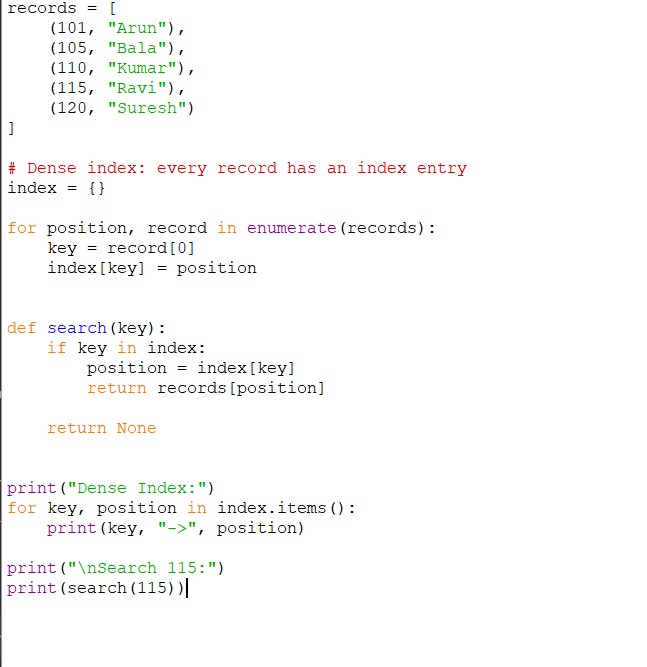 records = [
    (101, "Arun"),
    (105, "Bala"),
    (110, "Kumar"),
    (115, "Ravi"),
    (120, "Suresh")
]
# Dense index: every record has an index entry
index = {}
for position, record in enumerate(records):
    key = record[0]
    index[key] = position
def search(key):
    if key in index:
        position = index[key]
        return records[position]
    return None
print("Dense Index:")
for key, position in index.items():
    print(key, "->", position)
print("\nSearch 115:")
print(search(115))